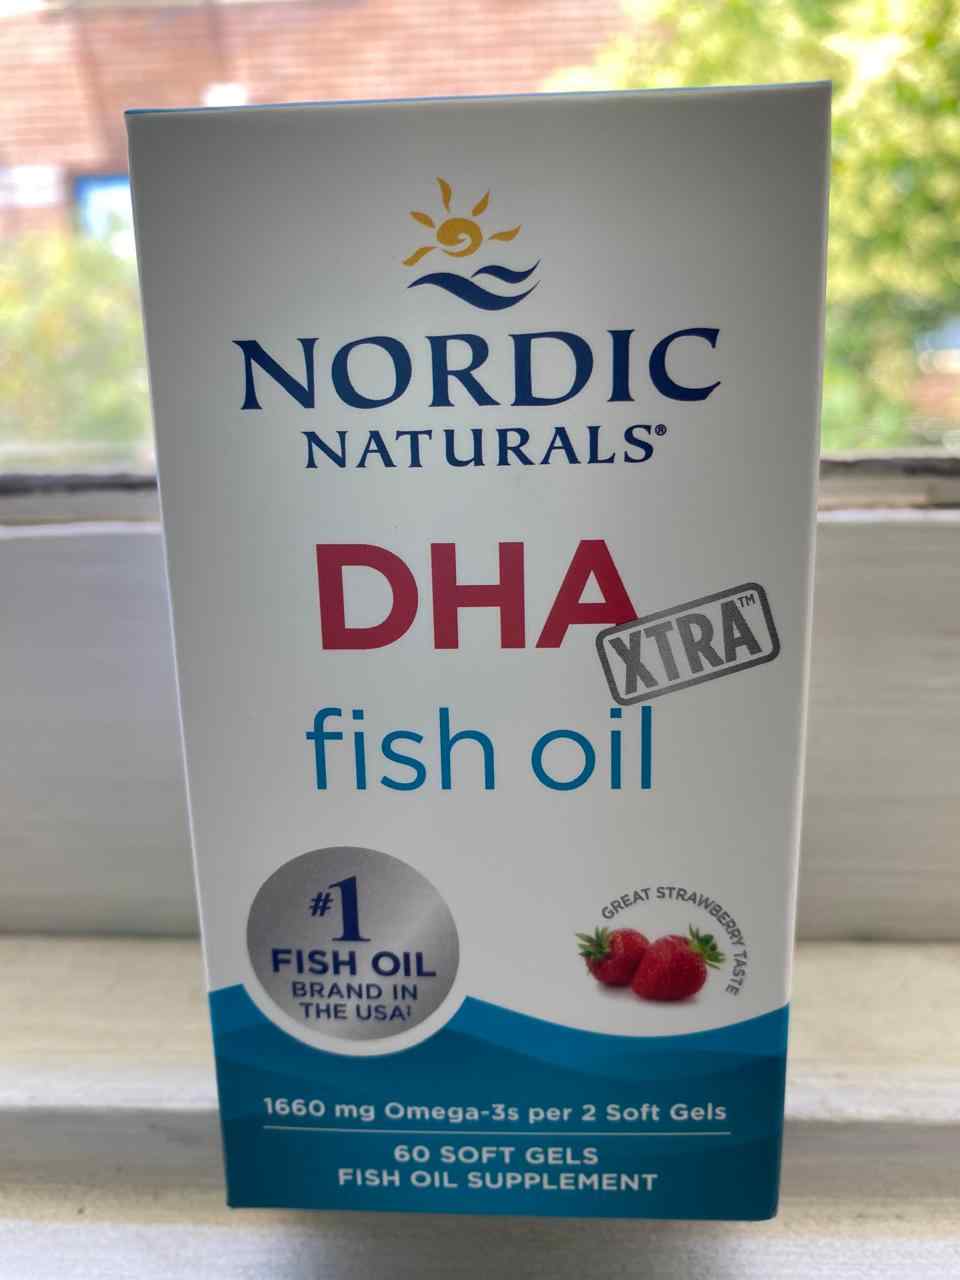 NORDIC
NATURALS®
DHA
XTRA™
fish oil
#1
FISH OIL
BRAND IN
THE USA‡
GREAT STRAWBERRY TASTE
1660 mg Omega-3s per 2 Soft Gels
60 SOFT GELS
FISH OIL SUPPLEMENT